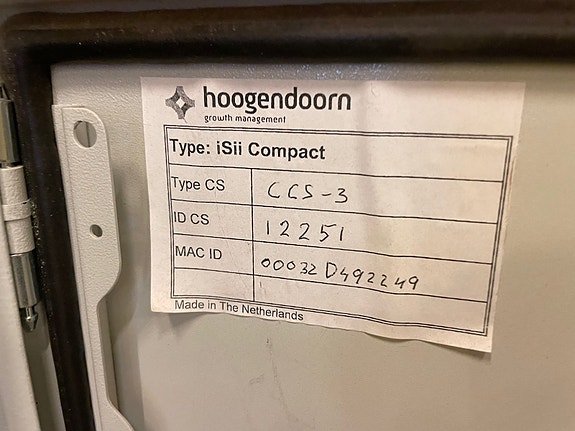 hoogendoorn
growth management
Type: iSii Compact
Type CS CCS-3
ID CS 12251
MAC ID 00032D492249
Made in The Netherlands